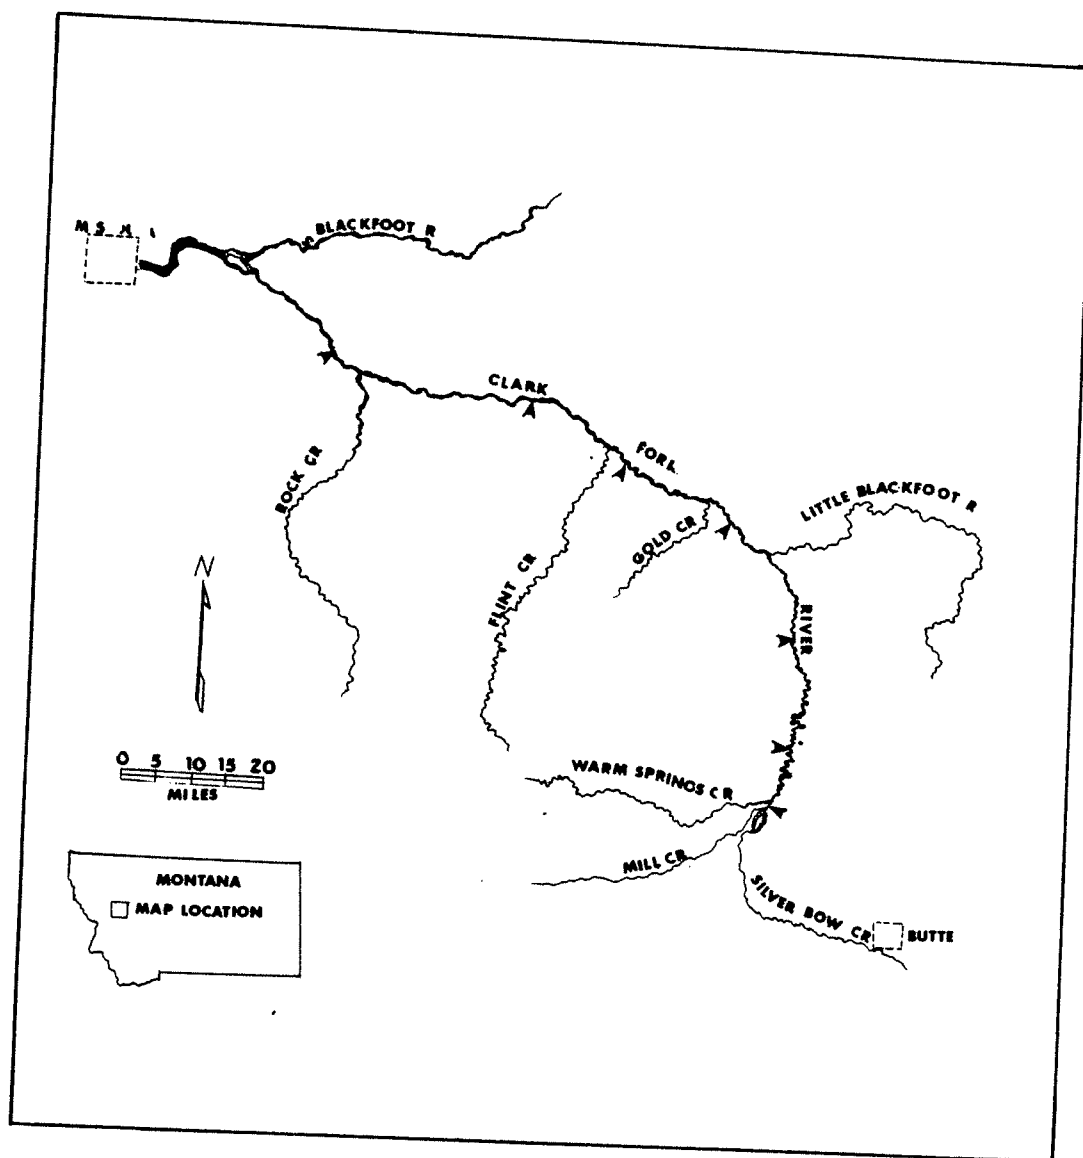 BLACKFOOT R
CLARK
FORK
ROCK CR
LITTLE BLACKFOOT R
GOLD CR
FLINT CR
RIVER
N
0 5 10 15 20
MILES
WARM SPRINGS CR
MILL CR
SILVER BOW CR
BUTTE
MONTANA
MAP LOCATION